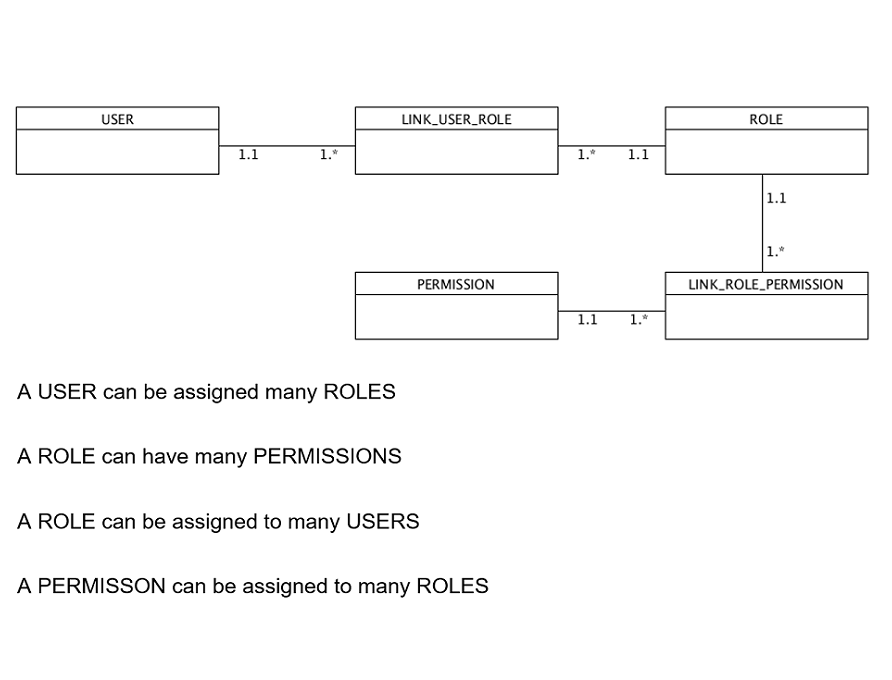 USER
LINK_USER_ROLE
ROLE
1.1
1.*
1.*
1.1
1.1
1.*
PERMISSION
LINK_ROLE_PERMISSION
1.1
1.*
A USER can be assigned many ROLES
A ROLE can have many PERMISSIONS
A ROLE can be assigned to many USERS
A PERMISSON can be assigned to many ROLES